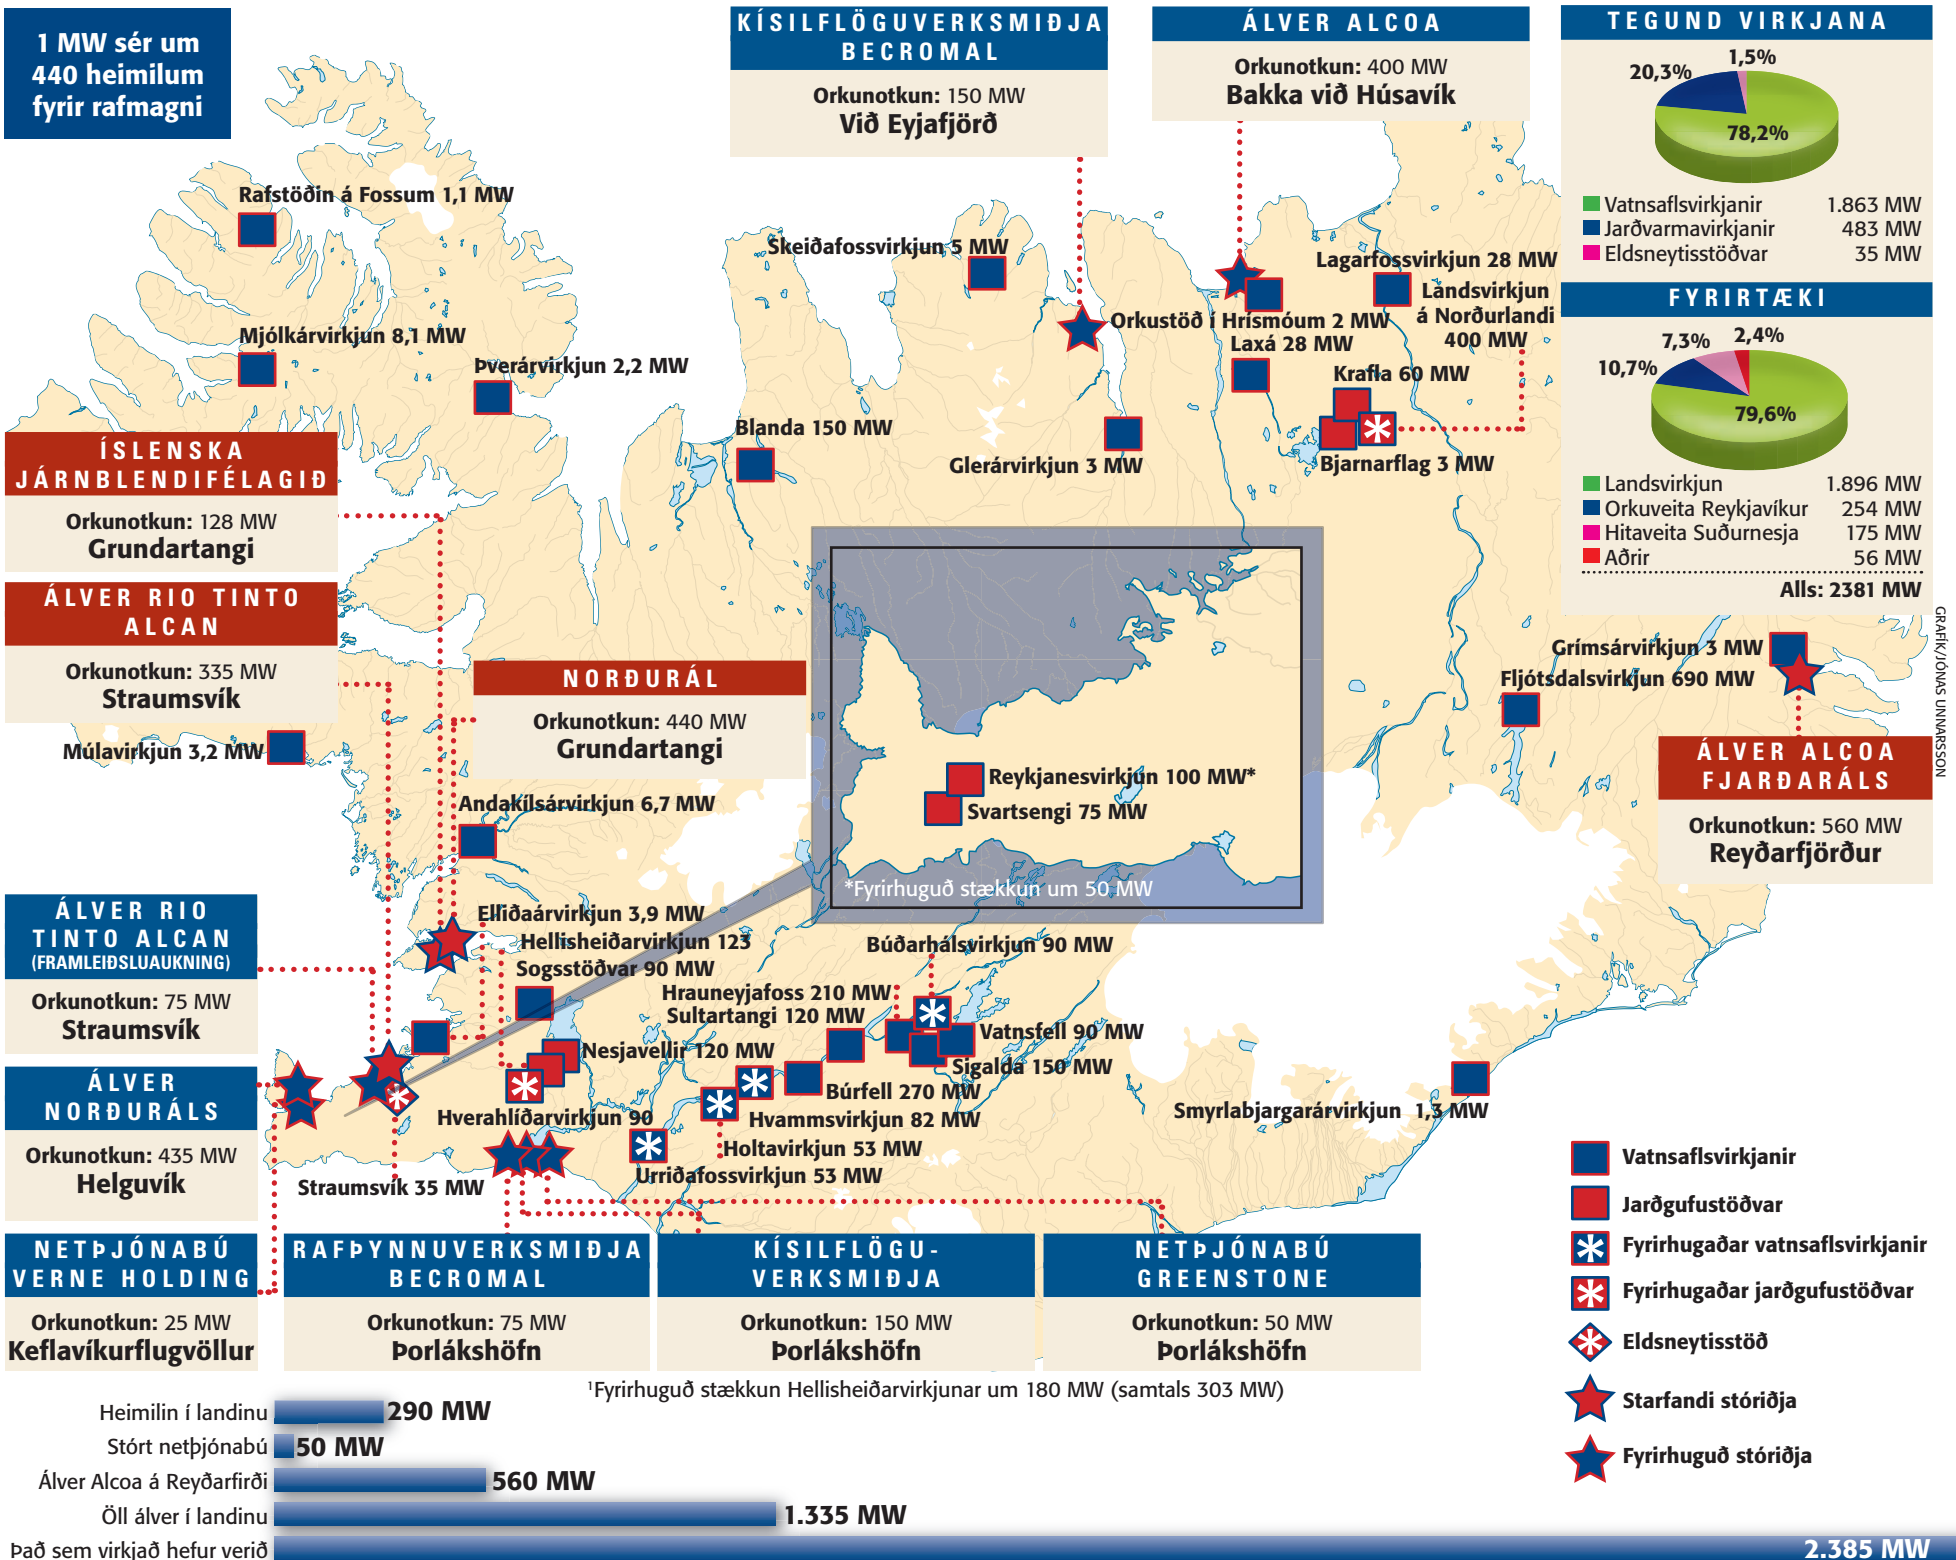 1 MW sér um
440 heimilum
fyrir rafmagni
KÍSILFLÖGUVERKSMIÐJA
BECROMAL
Orkunotkun: 150 MW
Við Eyjafjörð
ÁLVER ALCOA
Orkunotkun: 400 MW
Bakka við Húsavík
TEGUND VIRKJANA
1,5%
20,3%
78,2%
Vatnsaflsvirkjanir 1.863 MW
Jarðvarmavirkjanir 483 MW
Eldsneytisstöðvar 35 MW
FYRIRTÆKI
7,3% 2,4%
10,7%
79,6%
Landsvirkjun 1.896 MW
Orkuveita Reykjavíkur 254 MW
Hitaveita Suðurnesja 175 MW
Aðrir 56 MW
Alls: 2381 MW
GRAFÍK/JÓNAS UNNARSSON
Rafstöðin á Fossum 1,1 MW
Mjólkárvirkjun 8,1 MW
Þverárvirkjun 2,2 MW
Skeiðafossvirkjun 5 MW
Blanda 150 MW
Glerárvirkjun 3 MW
Orkustöð í Hrísmóum 2 MW
Laxá 28 MW
Lagarfossvirkjun 28 MW
Landsvirkjun
á Norðurlandi
400 MW
Krafla 60 MW
Bjarnarflag 3 MW
ÍSLENSKA
JÁRNBLENDIFÉLAGIÐ
Orkunotkun: 128 MW
Grundartangi
ÁLVER RIO TINTO
ALCAN
Orkunotkun: 335 MW
Straumsvík
NORÐURÁL
Orkunotkun: 440 MW
Grundartangi
Múlavirkjun 3,2 MW
Andakílsárvirkjun 6,7 MW
Reykjanesvirkjun 100 MW*
Svartsengi 75 MW
*Fyrirhuguð stækkun um 50 MW
Grímsárvirkjun 3 MW
Fljótsdalsvirkjun 690 MW
ÁLVER ALCOA
FJARÐARÁLS
Orkunotkun: 560 MW
Reyðarfjörður
ÁLVER RIO
TINTO ALCAN
(FRAMLEIÐSLUAUKNING)
Orkunotkun: 75 MW
Straumsvík
Elliðaárvirkjun 3,9 MW
Hellisheiðarvirkjun 123
Sogsstöðvar 90 MW
Nesjavellir 120 MW
Hverahlíðarvirkjun 90
Búðarhálsvirkjun 90 MW
Hrauneyjafoss 210 MW
Sultartangi 120 MW
Vatnsfell 90 MW
Sigalda 150 MW
Búrfell 270 MW
Hvammsvirkjun 82 MW
Holtavirkjun 53 MW
Urriðafossvirkjun 53 MW
Smyrlabjargarárvirkjun 1,3 MW
Straumsvík 35 MW
ÁLVER
NORÐURÁLS
Orkunotkun: 435 MW
Helguvík
NETÞJÓNABÚ
VERNE HOLDING
Orkunotkun: 25 MW
Keflavíkurflugvöllur
RAFÞYNNUVERKSMIÐJA
BECROMAL
Orkunotkun: 75 MW
Þorlákshöfn
KÍSILFLÖGU-
VERKSMIÐJA
Orkunotkun: 150 MW
Þorlákshöfn
NETÞJÓNABÚ
GREENSTONE
Orkunotkun: 50 MW
Þorlákshöfn
Vatnsaflsvirkjanir
Jarðgufustöðvar
Fyrirhugaðar vatnsaflsvirkjanir
Fyrirhugaðar jarðgufustöðvar
Eldsneytisstöð
Starfandi stóriðja
Fyrirhuguð stóriðja
¹Fyrirhuguð stækkun Hellisheiðarvirkjunar um 180 MW (samtals 303 MW)
Heimilin í landinu 290 MW
Stórt netþjónabú 50 MW
Álver Alcoa á Reyðarfirði 560 MW
Öll álver í landinu 1.335 MW
Það sem virkjað hefur verið 2.385 MW